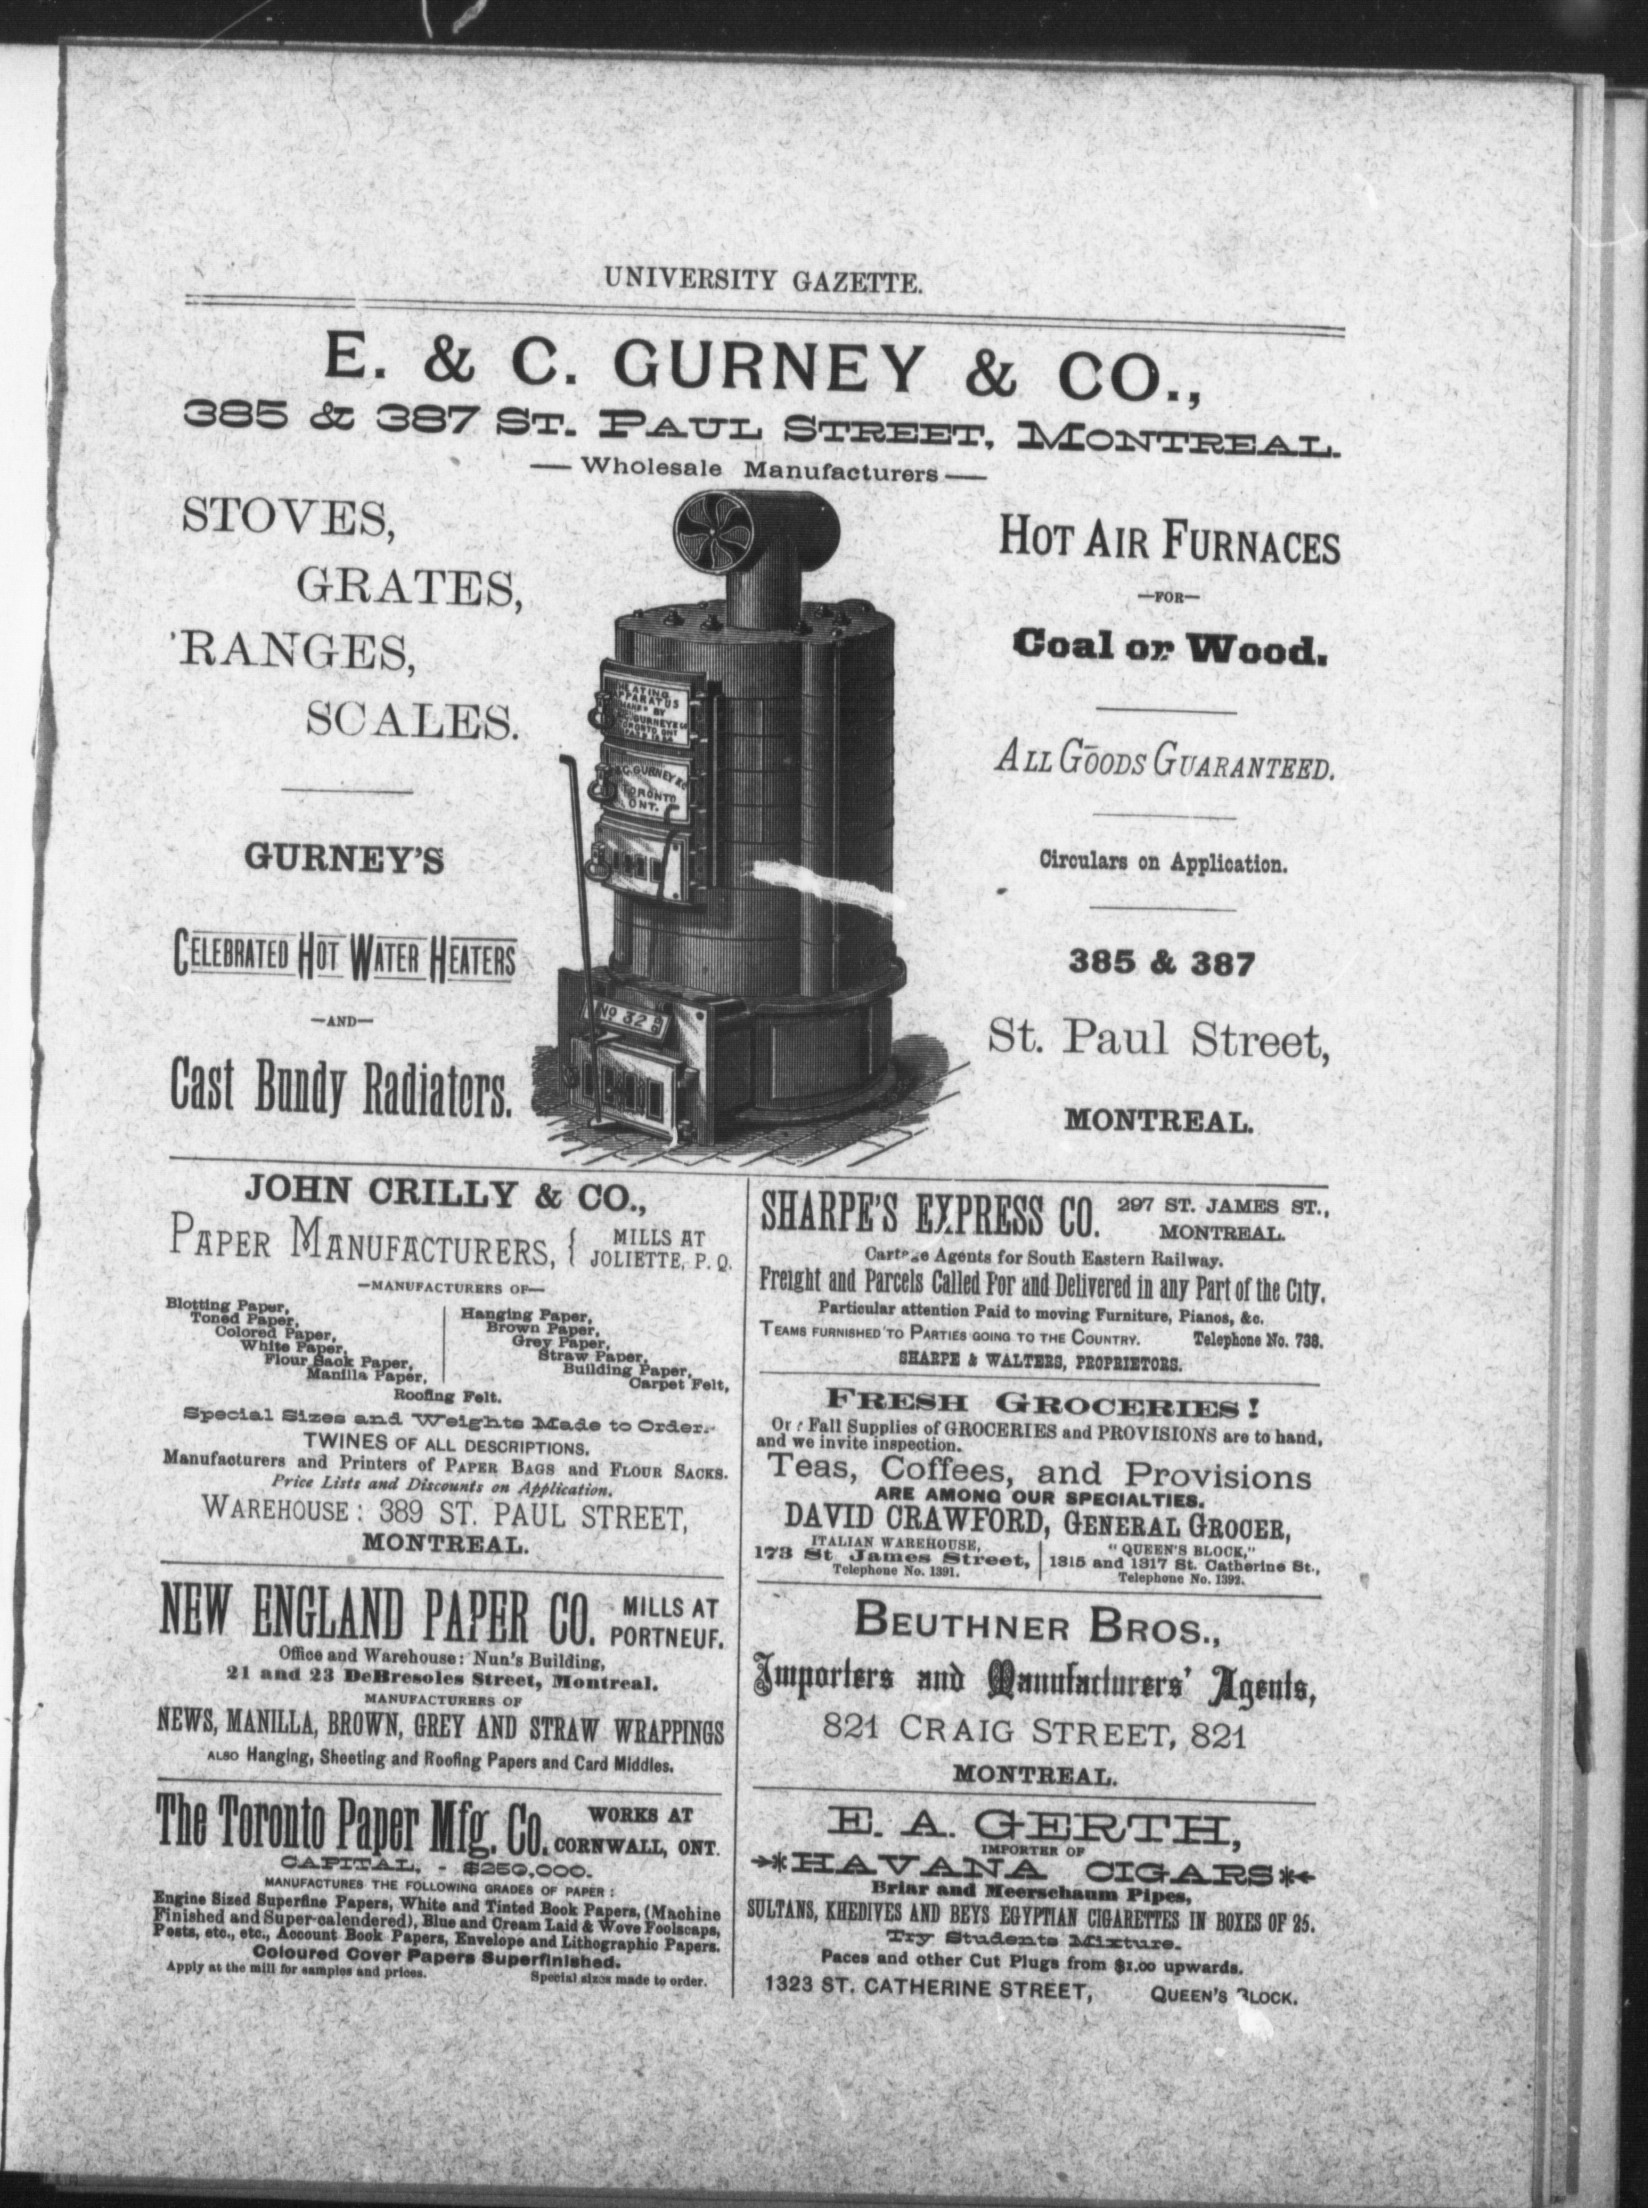 UNIVERSITY GAZETTE.
E. & C. GURNEY & CO.,
385 & 387 ST. PAUL STREET, MONTREAL.
— Wholesale Manufacturers —
STOVES,
GRATES,
'RANGES,
SCALES.
GURNEY'S
CELEBRATED HOT WATER HEATERS
—AND—
Cast Bundy Radiators.
HEATING
APPARATUS
BY
TORONTO ONT
GURNEY & Co
TORONTO
ONT.
No 32
HOT AIR FURNACES
—FOR—
Coal or Wood.
ALL GOODS GUARANTEED.
Circulars on Application.
385 & 387
St. Paul Street,
MONTREAL.
JOHN CRILLY & CO.,
PAPER MANUFACTURERS, { MILLS AT
JOLIETTE, P. Q.
—MANUFACTURERS OF—
Blotting Paper,
Toned Paper,
Colored Paper,
White Paper,
Flour Sack Paper,
Manilla Paper,
Hanging Paper,
Brown Paper,
Grey Paper,
Straw Paper,
Building Paper,
Carpet Felt,
Roofing Felt.
Special Sizes and Weights Made to Order.
TWINES OF ALL DESCRIPTIONS.
Manufacturers and Printers of PAPER BAGS and FLOUR SACKS.
Price Lists and Discounts on Application.
WAREHOUSE: 389 ST. PAUL STREET,
MONTREAL.
NEW ENGLAND PAPER CO. MILLS AT
PORTNEUF.
Office and Warehouse: Nun's Building,
21 and 23 DeBresoles Street, Montreal.
MANUFACTURERS OF
NEWS, MANILLA, BROWN, GREY AND STRAW WRAPPINGS
ALSO Hanging, Sheeting and Roofing Papers and Card Middles.
The Toronto Paper Mfg. Co. WORKS AT
CORNWALL, ONT.
CAPITAL, - $250,000.
MANUFACTURES THE FOLLOWING GRADES OF PAPER:
Engine Sized Superfine Papers, White and Tinted Book Papers, (Machine
Finished and Super-calendered), Blue and Cream Laid & Wove Foolscaps,
Posts, etc., etc., Account Book Papers, Envelope and Lithographic Papers.
Coloured Cover Papers Superfinished.
Apply at the mill for samples and prices. Special sizes made to order.
SHARPE'S EXPRESS CO. 297 ST. JAMES ST.,
MONTREAL.
Agents for South Eastern Railway.
Freight and Parcels Called For and Delivered in any Part of the City.
Particular attention Paid to moving Furniture, Pianos, &c.
TEAMS FURNISHED TO PARTIES GOING TO THE COUNTRY. Telephone No. 738.
SHARPE & WALTERS, PROPRIETORS.
FRESH GROCERIES!
Fall Supplies of GROCERIES and PROVISIONS are to hand,
and we invite inspection.
Teas, Coffees, and Provisions
ARE AMONG OUR SPECIALTIES.
DAVID CRAWFORD, GENERAL GROCER,
ITALIAN WAREHOUSE,
173 St James Street,
Telephone No. 1391.
"QUEEN'S BLOCK,"
1315 and 1317 St. Catherine St.,
Telephone No. 1392.
BEUTHNER BROS.,
Importers and Manufacturers' Agents,
821 CRAIG STREET, 821
MONTREAL.
E. A. GERTH,
IMPORTER OF
HAVANA CIGARS
Briar and Meerschaum Pipes,
SULTANS, KHEDIVES AND BEYS EGYPTIAN CIGARETTES IN BOXES OF 25.
Try Students Mixture.
Paces and other Cut Plugs from $1.00 upwards.
1323 ST. CATHERINE STREET, QUEEN'S BLOCK.